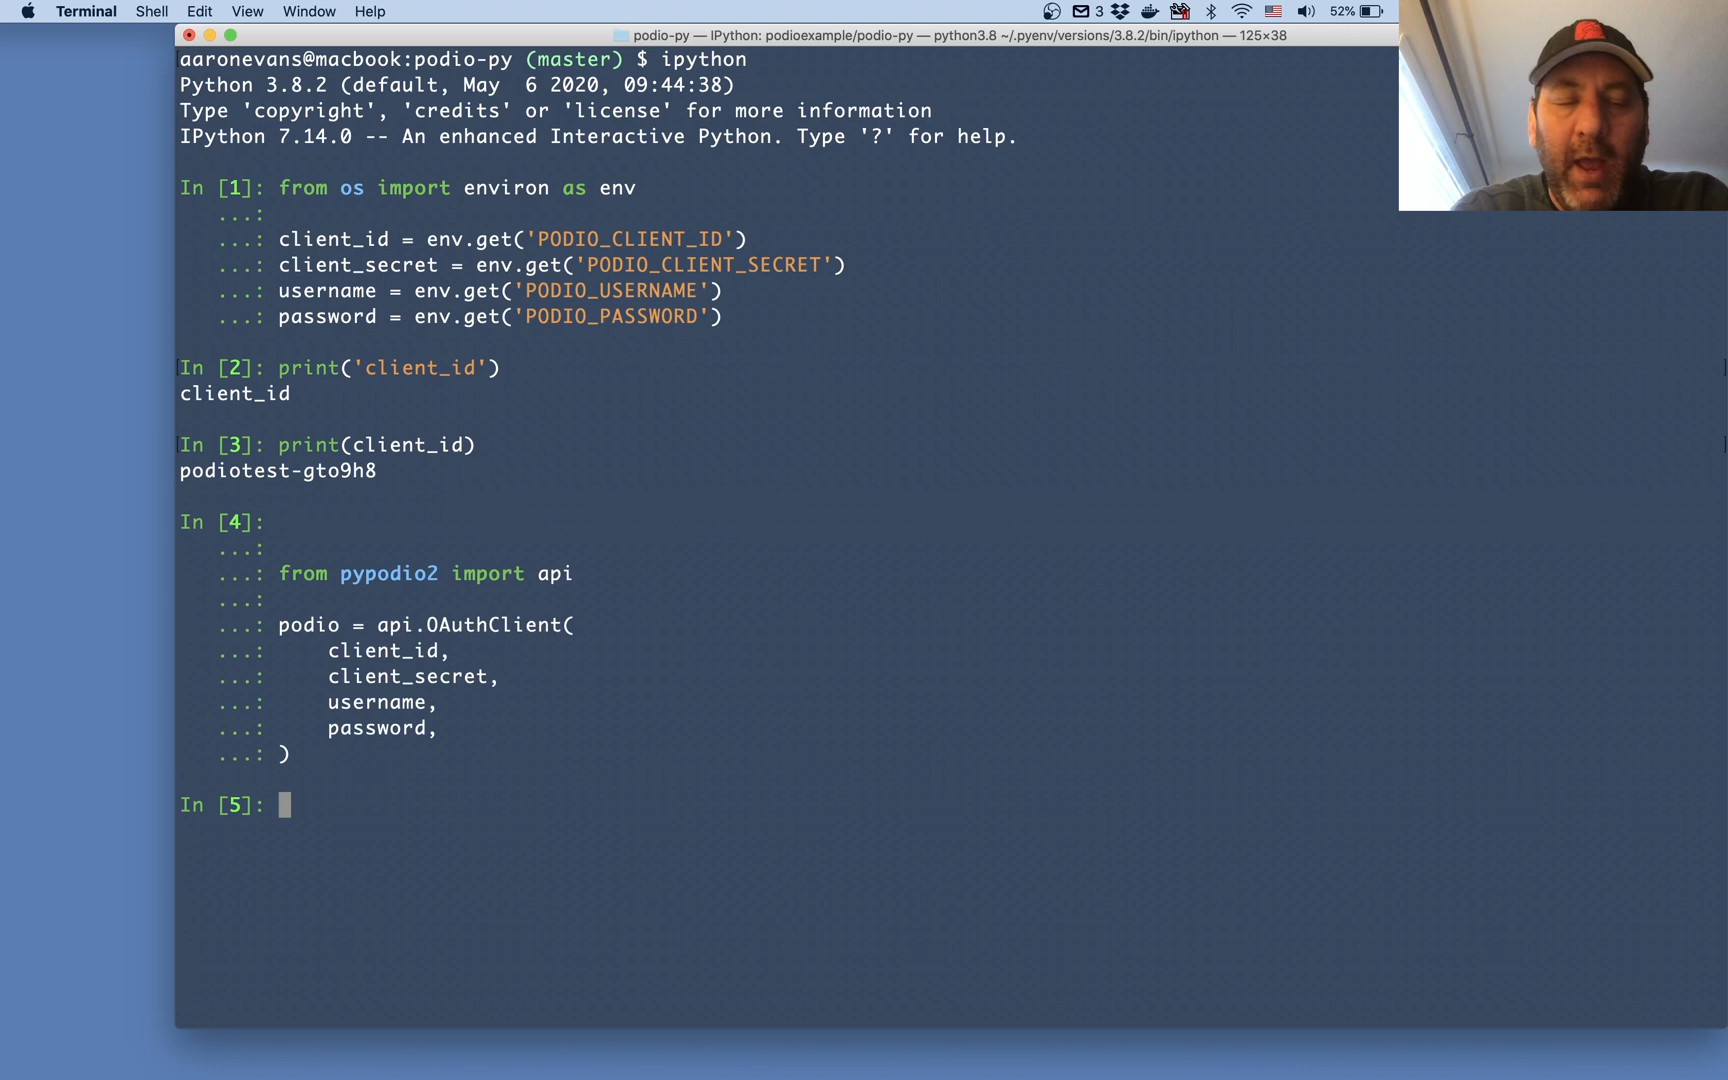 Terminal Shell Edit View Window Help 3 52%
podio-py — IPython: podioexample/podio-py — python3.8 ~/.pyenv/versions/3.8.2/bin/ipython — 125×38
aaronevans@macbook:podio-py (master) $ ipython
Python 3.8.2 (default, May  6 2020, 09:44:38)
Type 'copyright', 'credits' or 'license' for more information
IPython 7.14.0 -- An enhanced Interactive Python. Type '?' for help.
In [1]: from os import environ as env
   ...:
   ...: client_id = env.get('PODIO_CLIENT_ID')
   ...: client_secret = env.get('PODIO_CLIENT_SECRET')
   ...: username = env.get('PODIO_USERNAME')
   ...: password = env.get('PODIO_PASSWORD')
In [2]: print('client_id')
client_id
In [3]: print(client_id)
podiotest-gto9h8
In [4]:
   ...:
   ...: from pypodio2 import api
   ...:
   ...: podio = api.OAuthClient(
   ...:     client_id,
   ...:     client_secret,
   ...:     username,
   ...:     password,
   ...: )
In [5]: